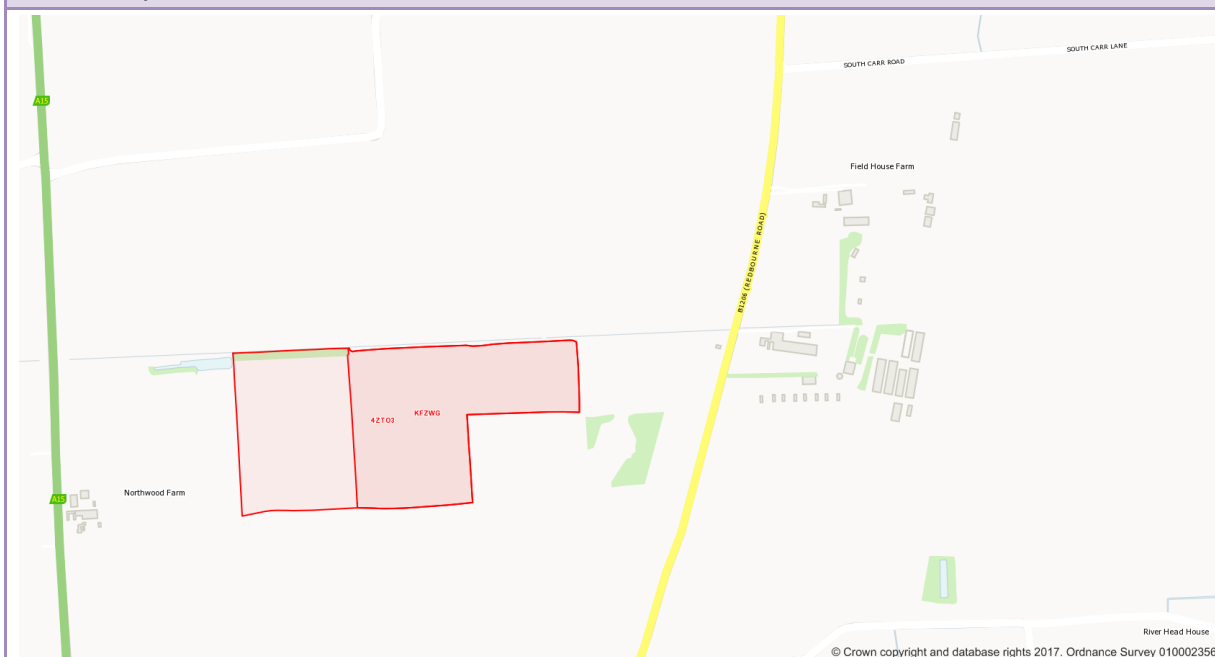 SOUTH CARR LANE
SOUTH CARR ROAD
A15
Field House Farm
B1206 (REDBOURNE ROAD)
KFZWG
4ZTO3
Northwood Farm
A15
River Head House
© Crown copyright and database rights 2017. Ordnance Survey 010002356